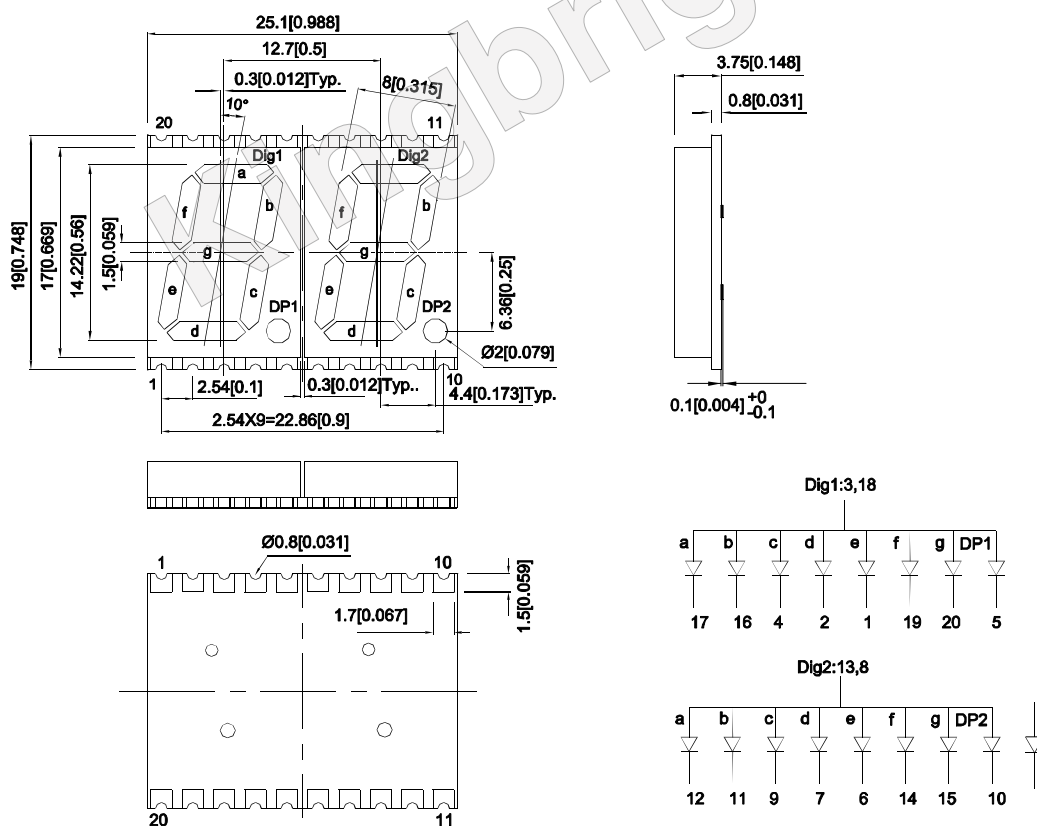 Kingbrig
25.1[0.988]
12.7[0.5]
0.3[0.012]Typ.
8[0.315]
10°
20
11
Dig1
Dig2
a
b
f
g
e
c
d
DP1
f
b
g
e
c
d
DP2
19[0.748]
17[0.669]
14.22[0.56]
1.5[0.059]
6.36[0.25]
Ø2[0.079]
1
10
2.54[0.1]
0.3[0.012]Typ..
4.4[0.173]Typ.
2.54X9=22.86[0.9]
3.75[0.148]
0.8[0.031]
0.1[0.004] +0
-0.1
Ø0.8[0.031]
1
10
1.7[0.067]
1.5[0.059]
20
11
Dig1:3,18
a b c d e f g DP1
17 16 4 2 1 19 20 5
Dig2:13,8
a b c d e f g DP2
12 11 9 7 6 14 15 10